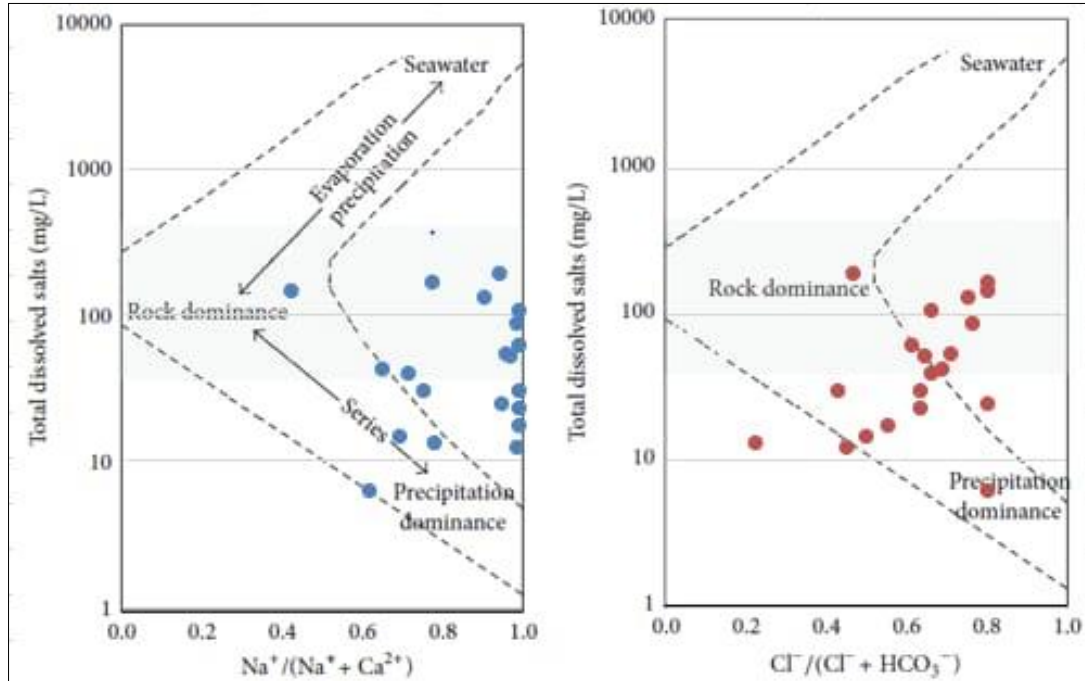 10000
1000
100
10
1
Total dissolved salts (mg/L)
Seawater
Evaporation
precipitation
Rock dominance
Series
Precipitation
dominance
0.0 0.2 0.4 0.6 0.8 1.0
Na⁺/(Na⁺ + Ca²⁺)
10000
1000
100
10
1
Total dissolved salts (mg/L)
Seawater
Rock dominance
Precipitation
dominance
0.0 0.2 0.4 0.6 0.8 1.0
Cl⁻/(Cl⁻ + HCO₃⁻)